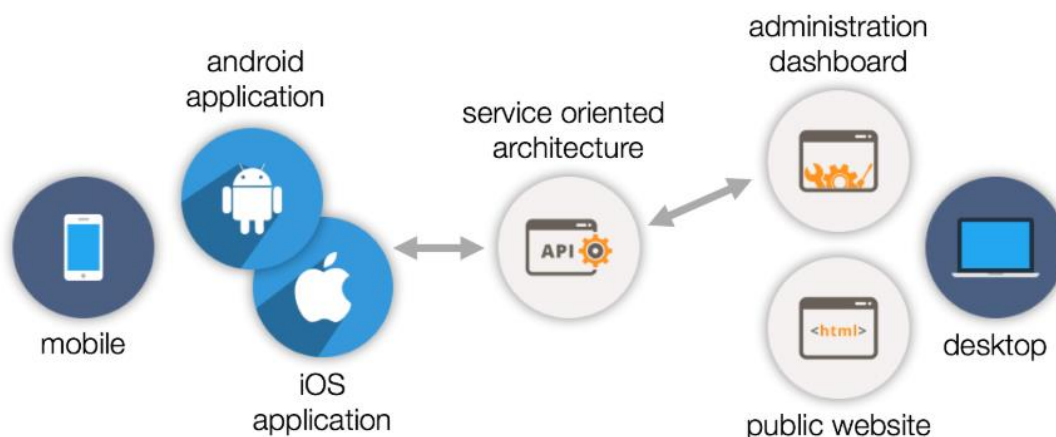 administration
dashboard
android
application
service oriented
architecture
API
<html>
mobile
desktop
iOS
application
public website